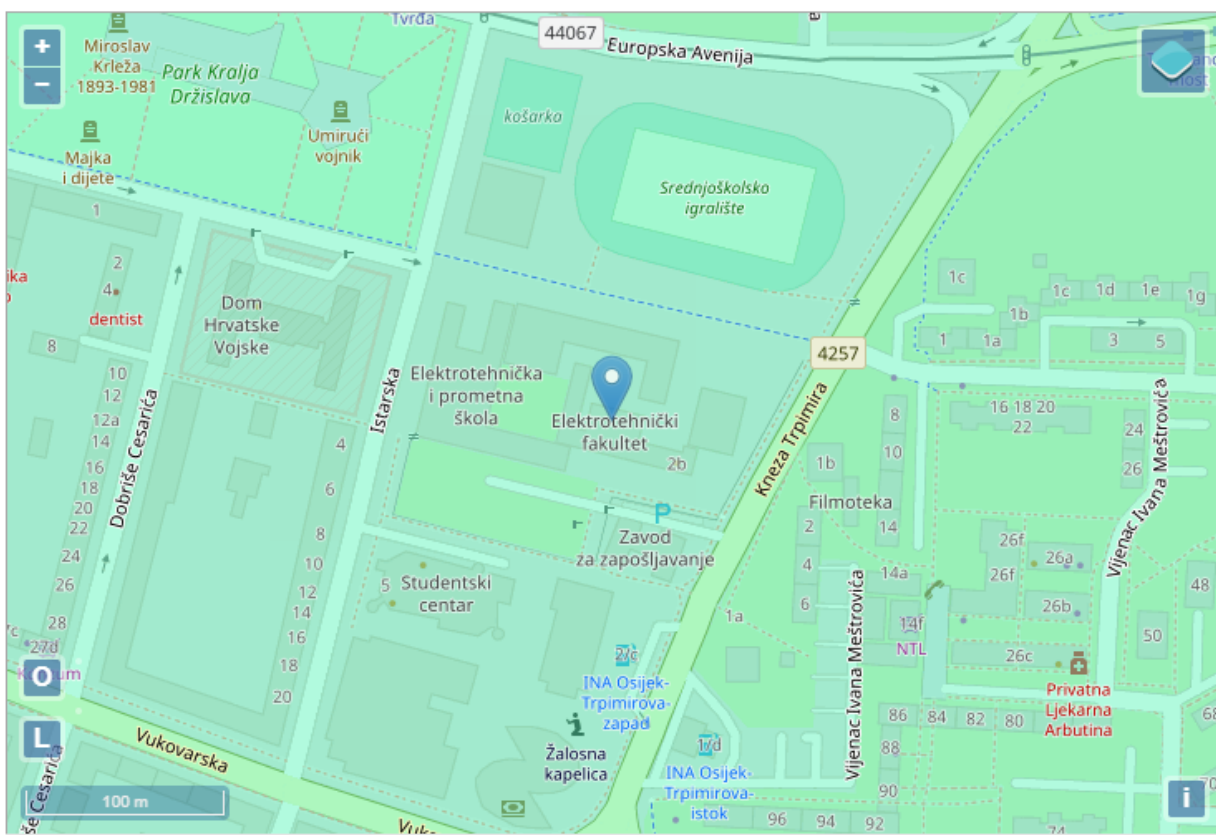 Tvrđa
44067
Europska Avenija
+
−
Miroslav
Krleža
1893-1981
Park Kralja
Držislava
Umirući
vojnik
Majka
i dijete
košarka
Srednjoškolsko
igralište
most
1
2
4
dentist
8
Dom
Hrvatske
Vojske
Istarska
Elektrotehnička
i prometna
škola
Elektrotehnički
fakultet
2b
4257
Kneza Trpimira
1c
1c
1d
1e
1g
1b
1
1a
3
5
10
12
12a
14
16
18
20
22
24
26
28
27d
Dobriše Cesarića
4
6
8
10
12
14
16
18
20
P
Zavod
za zapošljavanje
5
Studentski
centar
8
10
14
1b
Filmoteka
2
4
6
14a
14f
NTL
1a
16 18 20
22
24
26
Vijenac Ivana Meštrovića
26f
26f
26a
26b
26c
48
50
Vijenac Ivana Meštrovića
Privatna
Ljekarna
Arbutina
86
84
82
80
88
90
96
94
92
74
2/c
INA Osijek-
Trpimirova-
zapad
1/d
INA Osijek-
Trpimirova-
istok
Žalosna
kapelica
Vukovarska
O
L
100 m
i